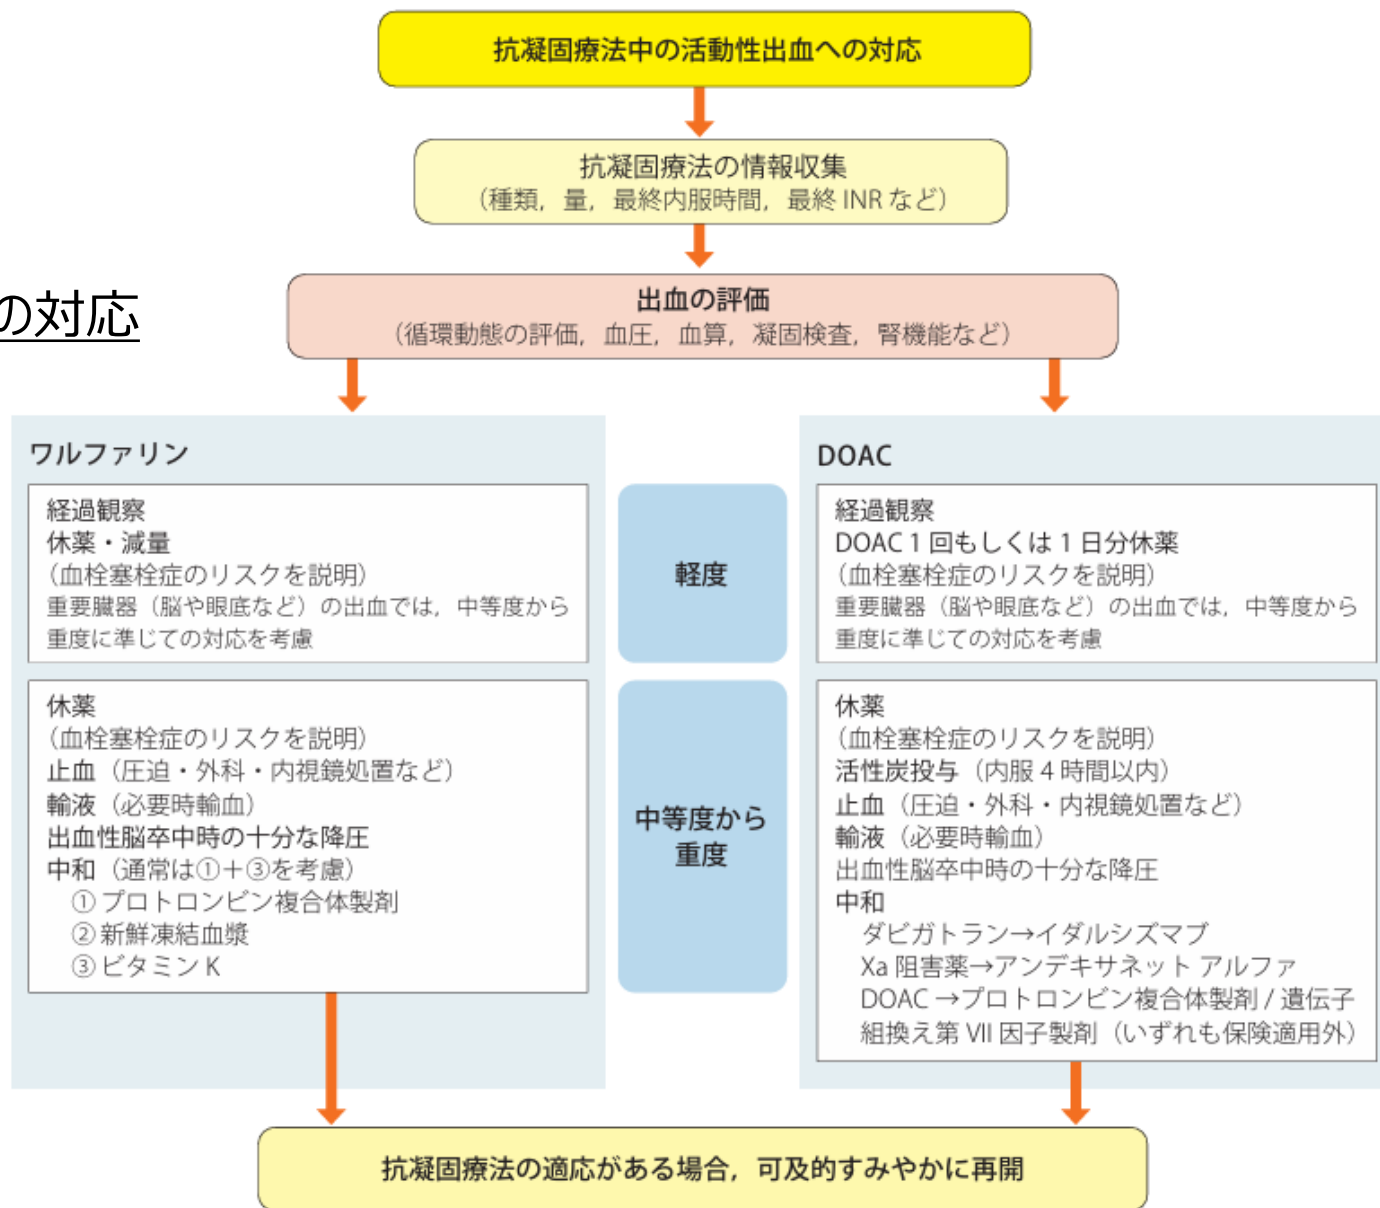 抗凝固療法中の活動性出血への対応
抗凝固療法の情報収集
（種類，量，最終内服時間，最終 INR など）
の対応
出血の評価
（循環動態の評価，血圧，血算，凝固検査，腎機能など）
ワルファリン
経過観察
休薬・減量
（血栓塞栓症のリスクを説明）
重要臓器（脳や眼底など）の出血では，中等度から
重度に準じての対応を考慮
休薬
（血栓塞栓症のリスクを説明）
止血（圧迫・外科・内視鏡処置など）
輸液（必要時輸血）
出血性脳卒中時の十分な降圧
中和（通常は①＋③を考慮）
① プロトロンビン複合体製剤
② 新鮮凍結血漿
③ ビタミン K
軽度
中等度から
重度
DOAC
経過観察
DOAC 1 回もしくは 1 日分休薬
（血栓塞栓症のリスクを説明）
重要臓器（脳や眼底など）の出血では，中等度から
重度に準じての対応を考慮
休薬
（血栓塞栓症のリスクを説明）
活性炭投与（内服 4 時間以内）
止血（圧迫・外科・内視鏡処置など）
輸液（必要時輸血）
出血性脳卒中時の十分な降圧
中和
ダビガトラン→イダルシズマブ
Xa 阻害薬→アンデキサネット アルファ
DOAC →プロトロンビン複合体製剤 / 遺伝子
組換え第 VII 因子製剤（いずれも保険適用外）
抗凝固療法の適応がある場合，可及的すみやかに再開